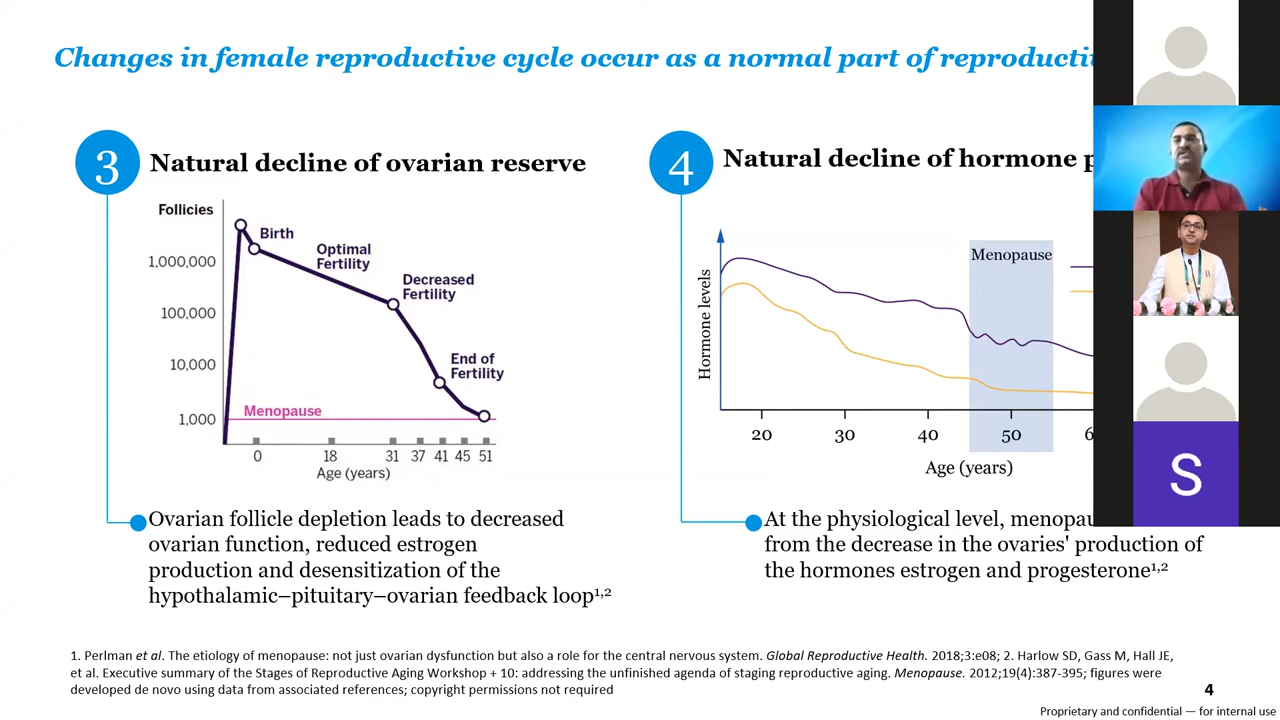 Changes in female reproductive cycle occur as a normal part of
3
Natural decline of ovarian reserve
Follicles
1,000,000
100,000
10,000
1,000
Birth
Optimal
Fertility
Decreased
Fertility
End of
Fertility
Menopause
0 18 31 37 41 45 51
Age (years)
Ovarian follicle depletion leads to decreased
ovarian function, reduced estrogen
production and desensitization of the
hypothalamic–pituitary–ovarian feedback loop¹,²
4
Natural decline of hormone
Menopause
Hormone levels
20 30 40 50
Age (years)
At the physiological level,
from the decrease in the ovaries' production of
the hormones estrogen and progesterone¹,²
S
1. Perlman et al. The etiology of menopause: not just ovarian dysfunction but also a role for the central nervous system. Global Reproductive Health. 2018;3:e08; 2. Harlow SD, Gass M, Hall JE,
et al. Executive summary of the Stages of Reproductive Aging Workshop + 10: addressing the unfinished agenda of staging reproductive aging. Menopause. 2012;19(4):387-395; figures were
developed de novo using data from associated references; copyright permissions not required
4
Proprietary and confidential — for internal use